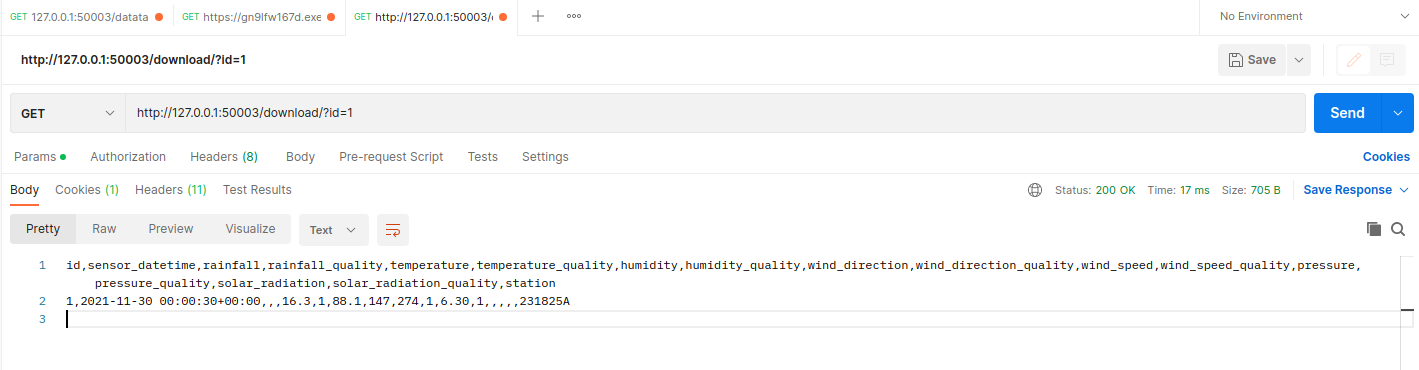 GET 127.0.0.1:50003/datata
GET https://gn9lfw167d.exe
GET http://127.0.0.1:50003/
No Environment
http://127.0.0.1:50003/download/?id=1
Save
GET
http://127.0.0.1:50003/download/?id=1
Send
Params Authorization Headers (8) Body Pre-request Script Tests Settings Cookies
Body Cookies (1) Headers (11) Test Results Status: 200 OK Time: 17 ms Size: 705 B Save Response
Pretty Raw Preview Visualize Text
1 id,sensor_datetime,rainfall,rainfall_quality,temperature,temperature_quality,humidity,humidity_quality,wind_direction,wind_direction_quality,wind_speed,wind_speed_quality,pressure,
pressure_quality,solar_radiation,solar_radiation_quality,station
2 1,2021-11-30 00:00:30+00:00,,,16.3,1,88.1,147,274,1,6.30,1,,,,,231825A
3